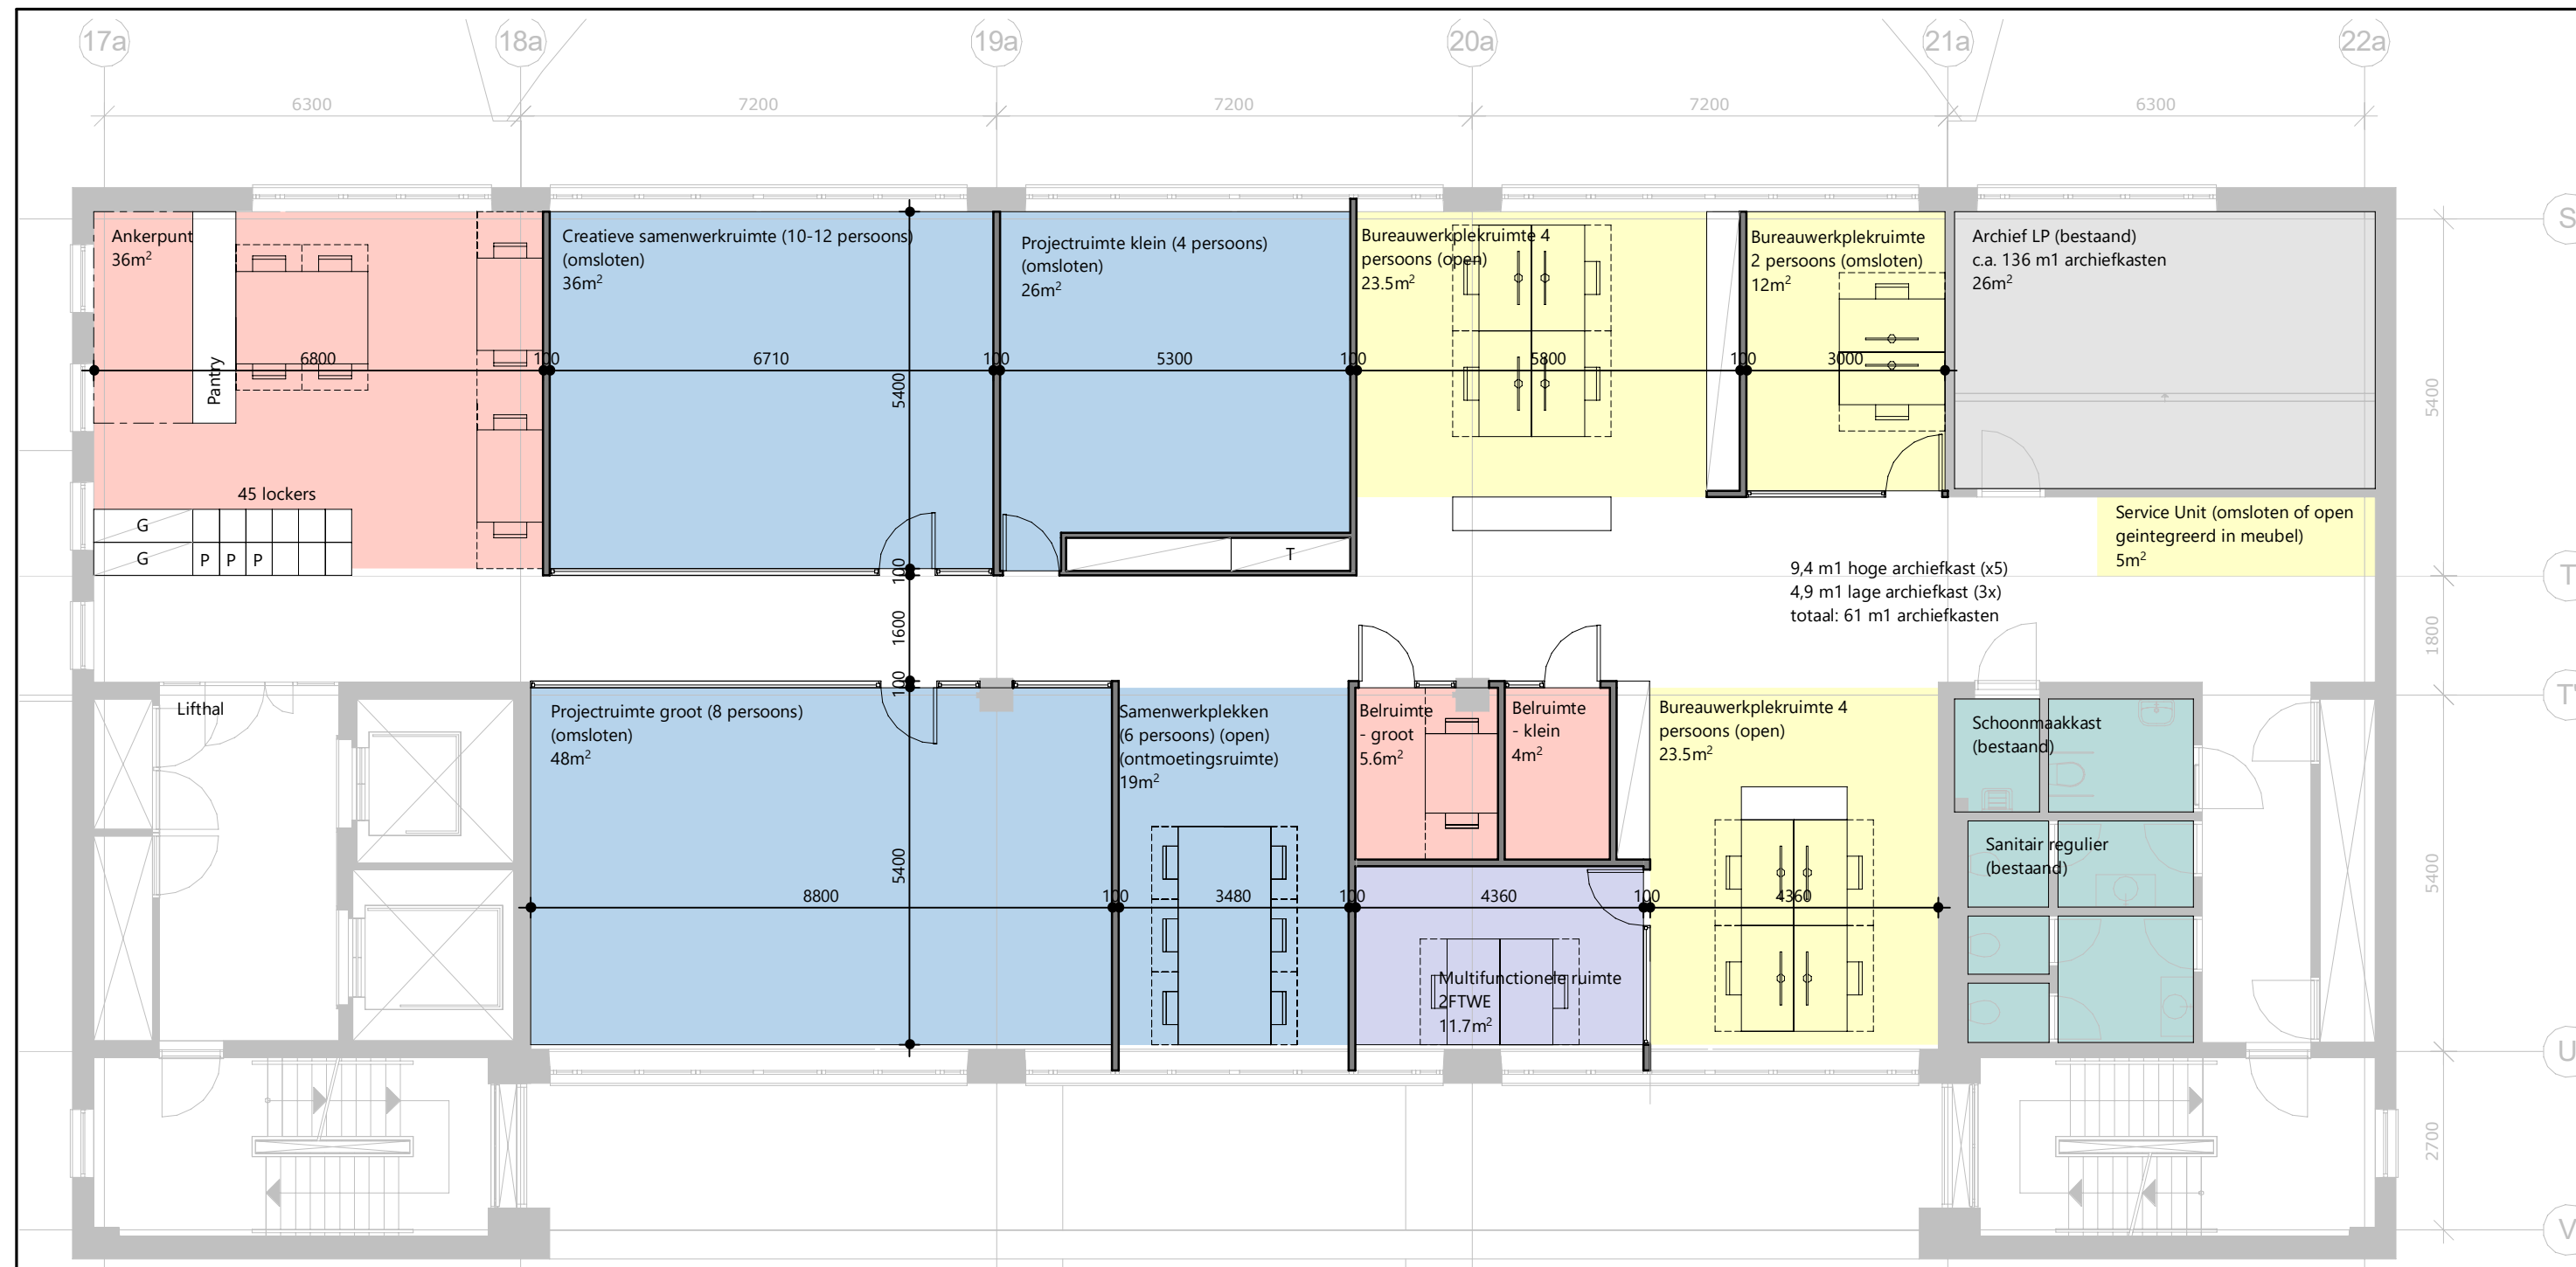 17a
18a
19a
20a
21a
22a
6300
7200
7200
7200
6300
S
Ankerpunt
36m²
Pantry
6800
45 lockers
G
G
P P P
100
Creatieve samenwerkruimte (10-12 persoons)
(omsloten)
36m²
6710
5400
100
Projectruimte klein (4 persoons)
(omsloten)
26m²
5300
T
100
Bureauwerkplekruimte 4
persoons (open)
23.5m²
5800
100
Bureauwerkplekruimte
2 persoons (omsloten)
12m²
3000
Archief LP (bestaand)
c.a. 136 m1 archiefkasten
26m²
5400
Service Unit (omsloten of open
geintegreerd in meubel)
5m²
T
9,4 m1 hoge archiefkast (x5)
4,9 m1 lage archiefkast (3x)
totaal: 61 m1 archiefkasten
100
1600
100
1800
Lifthal
Projectruimte groot (8 persoons)
(omsloten)
48m²
8800
5400
100
Samenwerkplekken
(6 persoons) (open)
(ontmoetingsruimte)
19m²
3480
100
Belruimte
- groot
5.6m²
Belruimte
- klein
4m²
4360
100
Multifunctionele ruimte
2FTWE
11.7m²
Bureauwerkplekruimte 4
persoons (open)
23.5m²
4360
Schoonmaakkast
(bestaand)
Sanitair regulier
(bestaand)
5400
U
2700
V